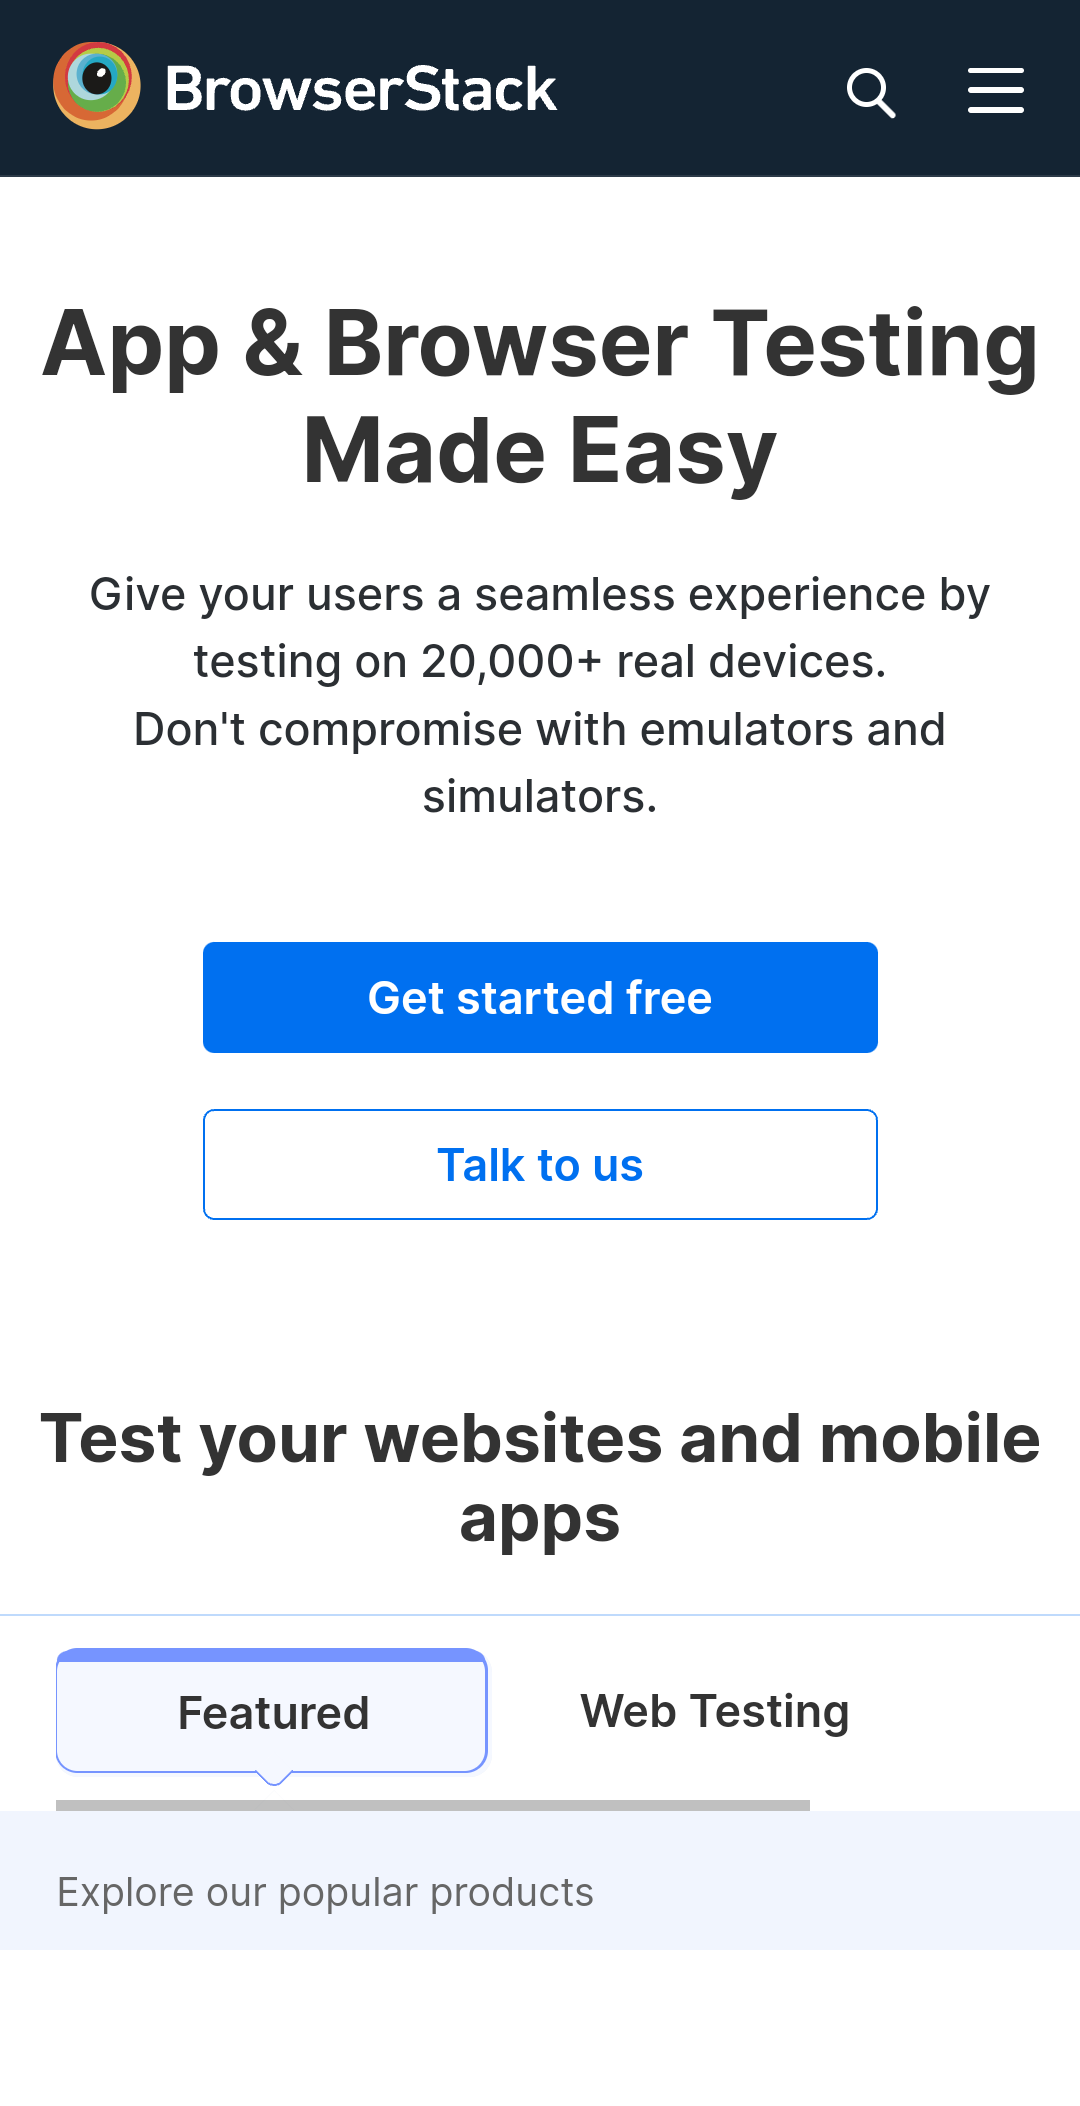 BrowserStack
App & Browser Testing
Made Easy
Give your users a seamless experience by
testing on 20,000+ real devices.
Don't compromise with emulators and
simulators.
Get started free
Talk to us
Test your websites and mobile
apps
Featured
Web Testing
Explore our popular products